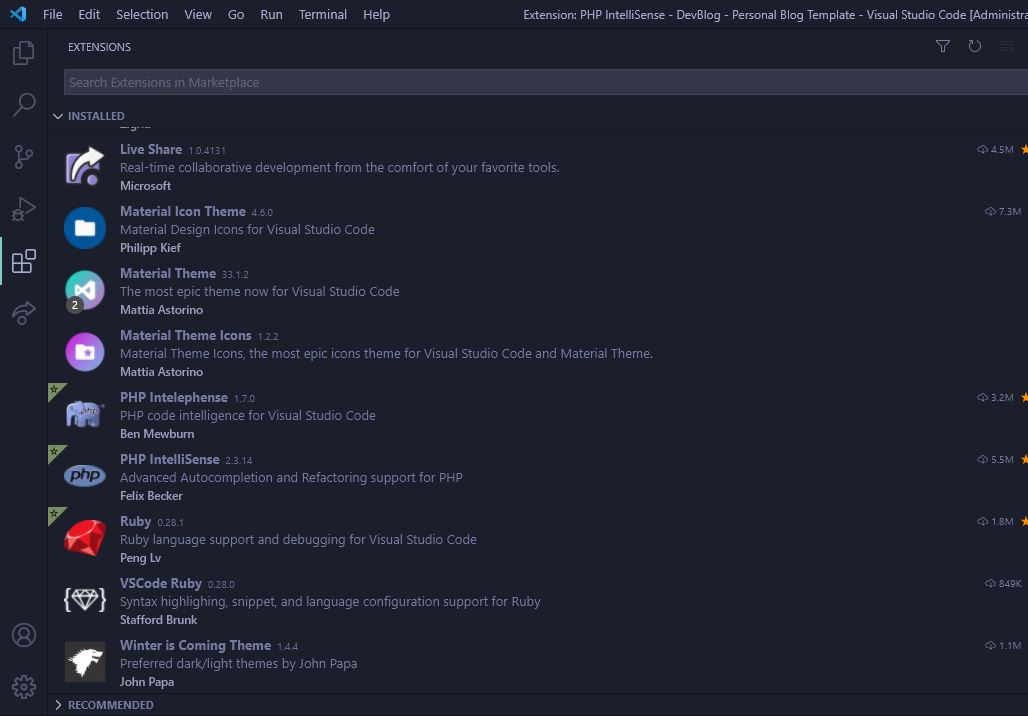 File Edit Selection View Go Run Terminal Help Extension: PHP IntelliSense - DevBlog - Personal Blog Template - Visual Studio Code [Administra
EXTENSIONS
Search Extensions in Marketplace
INSTALLED
Live Share 1.0.4131 4.5M
Real-time collaborative development from the comfort of your favorite tools.
Microsoft
Material Icon Theme 4.6.0 7.3M
Material Design Icons for Visual Studio Code
Philipp Kief
Material Theme 33.1.2
The most epic theme now for Visual Studio Code
2 Mattia Astorino
Material Theme Icons 1.2.2
Material Theme Icons, the most epic icons theme for Visual Studio Code and Material Theme.
Mattia Astorino
PHP Intelephense 1.7.0 3.2M
php PHP code intelligence for Visual Studio Code
Ben Mewburn
PHP IntelliSense 2.3.14 5.5M
php Advanced Autocompletion and Refactoring support for PHP
Felix Becker
Ruby 0.28.1 1.8M
Ruby language support and debugging for Visual Studio Code
Peng Lv
VSCode Ruby 0.28.0 849K
Syntax highlighing, snippet, and language configuration support for Ruby
Stafford Brunk
Winter is Coming Theme 1.4.4 1.1M
Preferred dark/light themes by John Papa
John Papa
RECOMMENDED